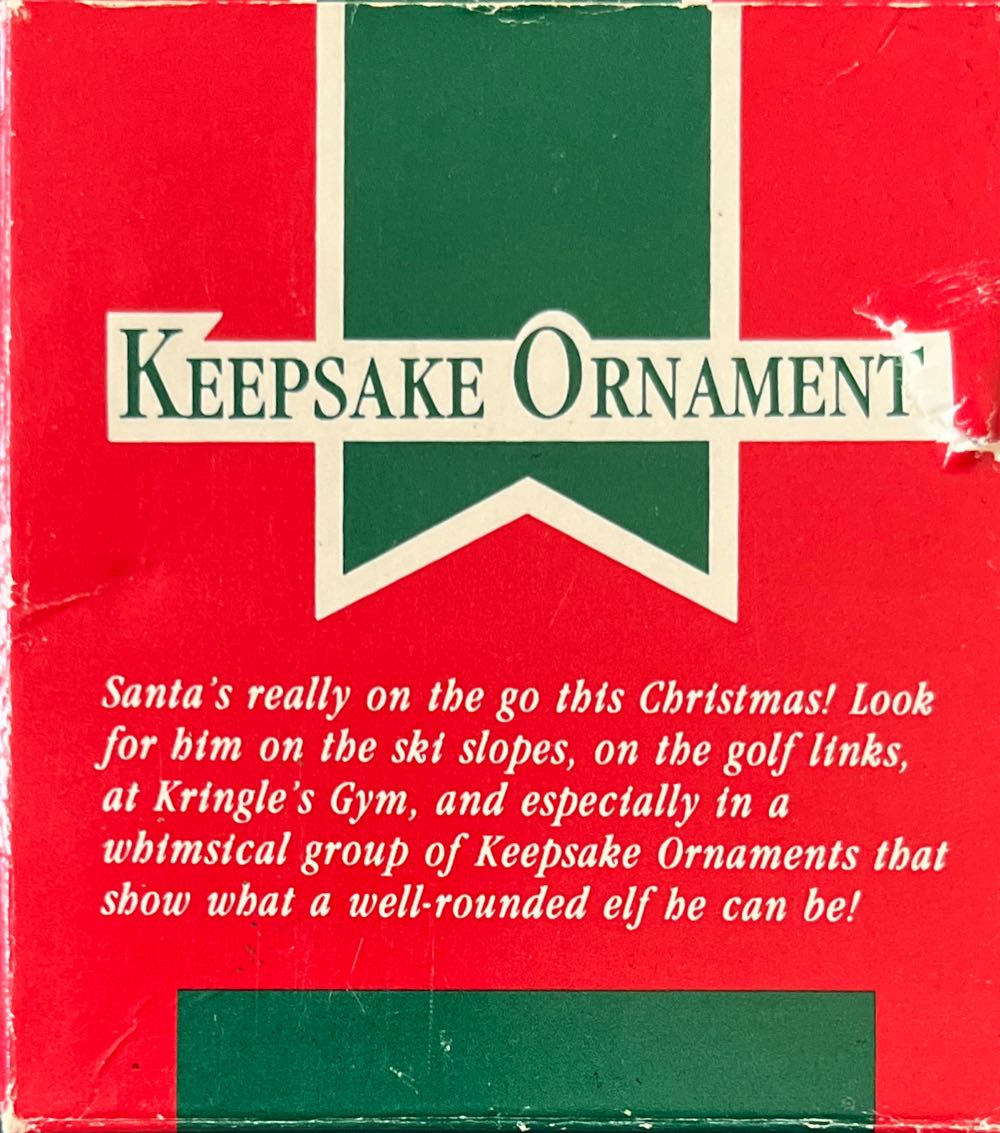 KEEPSAKE ORNAMENT
Santa's really on the go this Christmas! Look
for him on the ski slopes, on the golf links,
at Kringle's Gym, and especially in a
whimsical group of Keepsake Ornaments that
show what a well-rounded elf he can be!